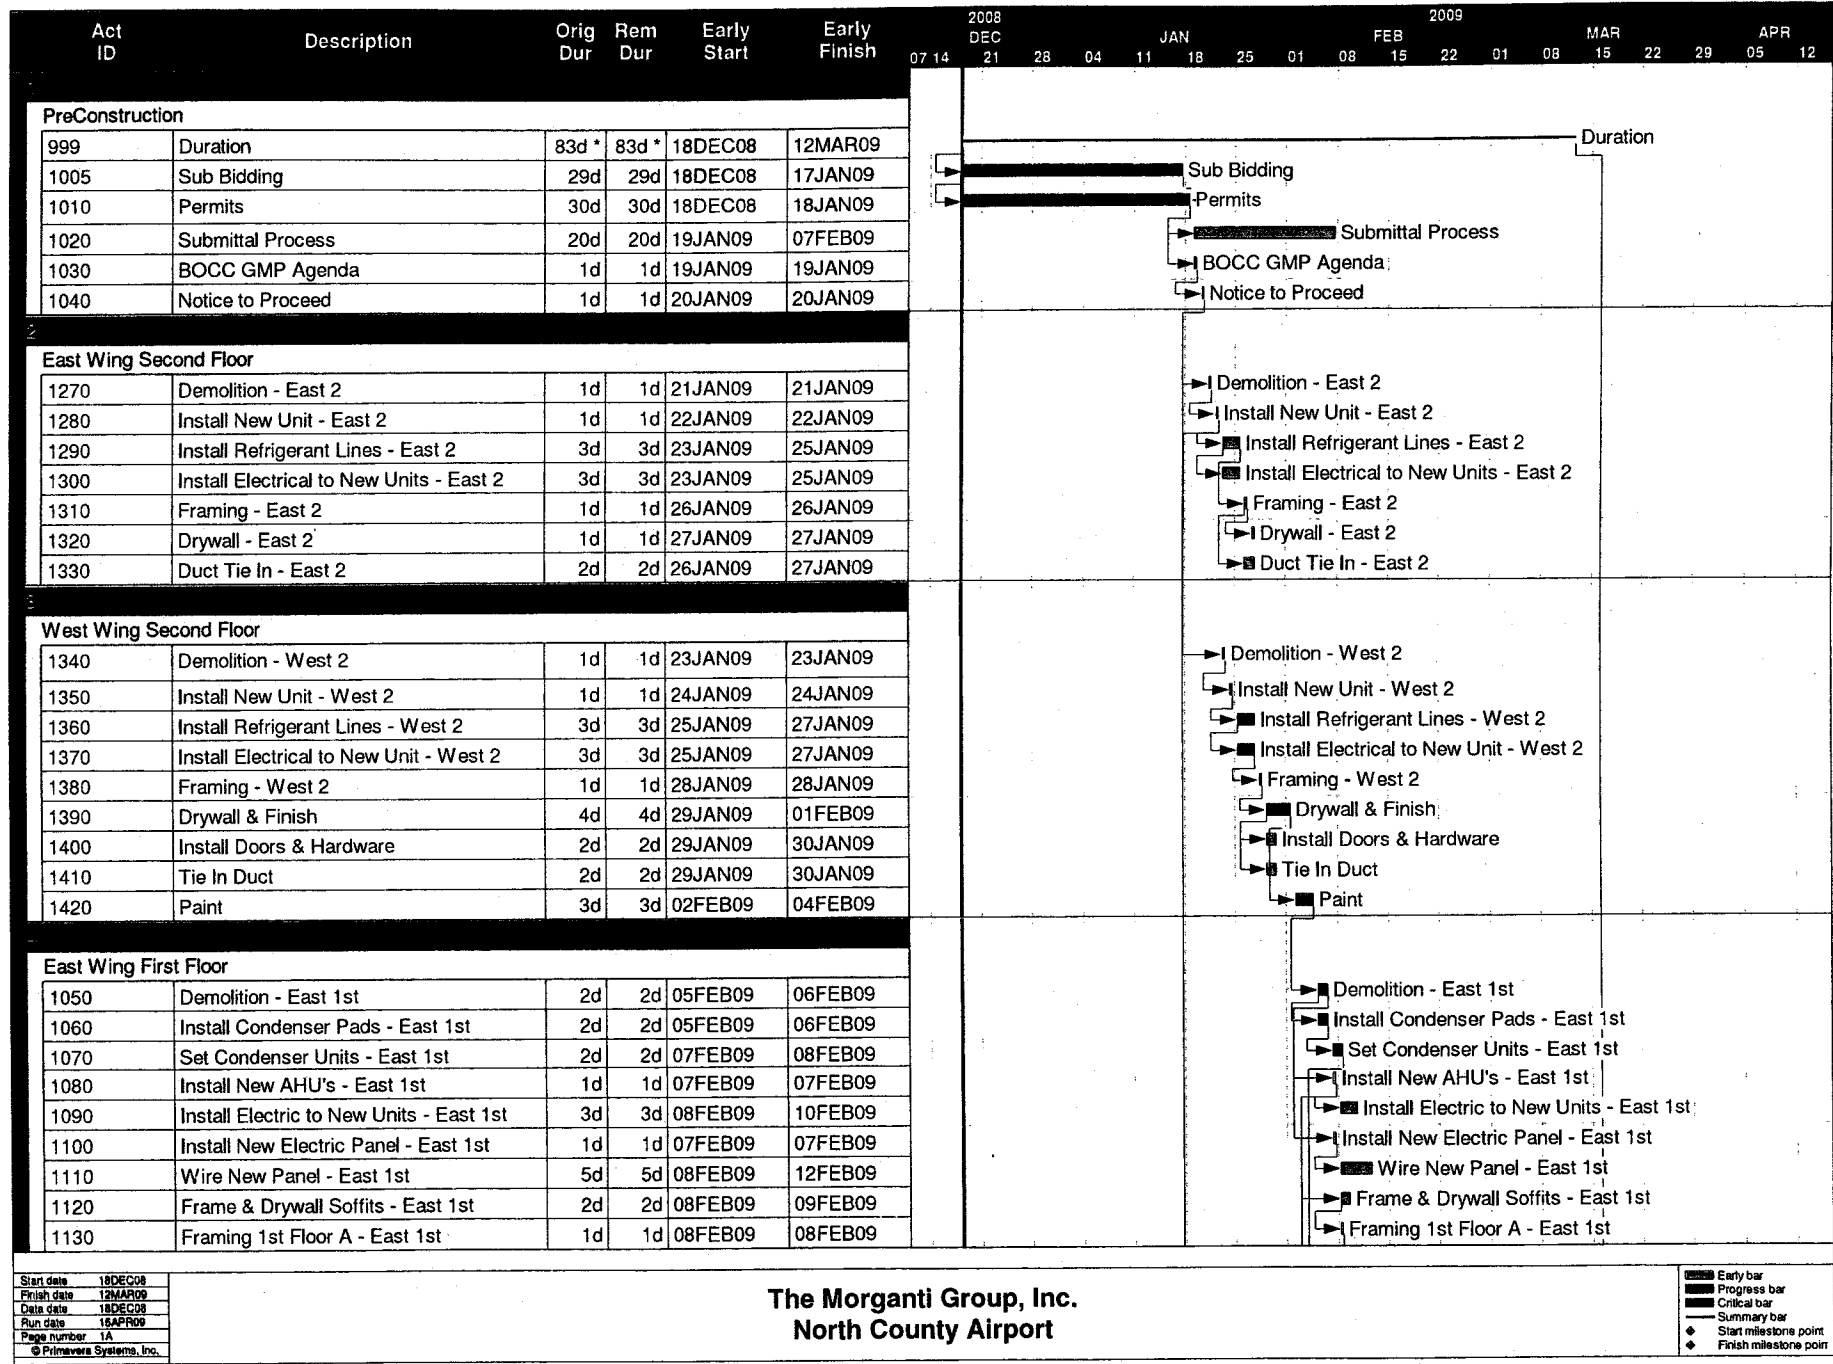 Act ID Description Orig Dur Rem Dur Early Start Early Finish
2008 2009
DEC JAN FEB MAR APR
07 14 21 28 04 11 18 25 01 08 15 22 01 08 15 22 29 05 12
PreConstruction
999 Duration 83d * 83d * 18DEC08 12MAR09 Duration
1005 Sub Bidding 29d 29d 18DEC08 17JAN09 Sub Bidding
1010 Permits 30d 30d 18DEC08 18JAN09 Permits
1020 Submittal Process 20d 20d 19JAN09 07FEB09 Submittal Process
1030 BOCC GMP Agenda 1d 1d 19JAN09 19JAN09 BOCC GMP Agenda
1040 Notice to Proceed 1d 1d 20JAN09 20JAN09 Notice to Proceed
2
East Wing Second Floor
1270 Demolition - East 2 1d 1d 21JAN09 21JAN09 Demolition - East 2
1280 Install New Unit - East 2 1d 1d 22JAN09 22JAN09 Install New Unit - East 2
1290 Install Refrigerant Lines - East 2 3d 3d 23JAN09 25JAN09 Install Refrigerant Lines - East 2
1300 Install Electrical to New Units - East 2 3d 3d 23JAN09 25JAN09 Install Electrical to New Units - East 2
1310 Framing - East 2 1d 1d 26JAN09 26JAN09 Framing - East 2
1320 Drywall - East 2 1d 1d 27JAN09 27JAN09 Drywall - East 2
1330 Duct Tie In - East 2 2d 2d 26JAN09 27JAN09 Duct Tie In - East 2
3
West Wing Second Floor
1340 Demolition - West 2 1d 1d 23JAN09 23JAN09 Demolition - West 2
1350 Install New Unit - West 2 1d 1d 24JAN09 24JAN09 Install New Unit - West 2
1360 Install Refrigerant Lines - West 2 3d 3d 25JAN09 27JAN09 Install Refrigerant Lines - West 2
1370 Install Electrical to New Unit - West 2 3d 3d 25JAN09 27JAN09 Install Electrical to New Unit - West 2
1380 Framing - West 2 1d 1d 28JAN09 28JAN09 Framing - West 2
1390 Drywall & Finish 4d 4d 29JAN09 01FEB09 Drywall & Finish
1400 Install Doors & Hardware 2d 2d 29JAN09 30JAN09 Install Doors & Hardware
1410 Tie In Duct 2d 2d 29JAN09 30JAN09 Tie In Duct
1420 Paint 3d 3d 02FEB09 04FEB09 Paint
East Wing First Floor
1050 Demolition - East 1st 2d 2d 05FEB09 06FEB09 Demolition - East 1st
1060 Install Condenser Pads - East 1st 2d 2d 05FEB09 06FEB09 Install Condenser Pads - East 1st
1070 Set Condenser Units - East 1st 2d 2d 07FEB09 08FEB09 Set Condenser Units - East 1st
1080 Install New AHU's - East 1st 1d 1d 07FEB09 07FEB09 Install New AHU's - East 1st
1090 Install Electric to New Units - East 1st 3d 3d 08FEB09 10FEB09 Install Electric to New Units - East 1st
1100 Install New Electric Panel - East 1st 1d 1d 07FEB09 07FEB09 Install New Electric Panel - East 1st
1110 Wire New Panel - East 1st 5d 5d 08FEB09 12FEB09 Wire New Panel - East 1st
1120 Frame & Drywall Soffits - East 1st 2d 2d 08FEB09 09FEB09 Frame & Drywall Soffits - East 1st
1130 Framing 1st Floor A - East 1st 1d 1d 08FEB09 08FEB09 Framing 1st Floor A - East 1st
Start date 18DEC08
Finish date 12MAR09
Data date 18DEC08
Run date 15APR09
Page number 1A
© Primavera Systems, Inc.
The Morganti Group, Inc.
North County Airport
Early bar
Progress bar
Critical bar
Summary bar
Start milestone point
Finish milestone poin